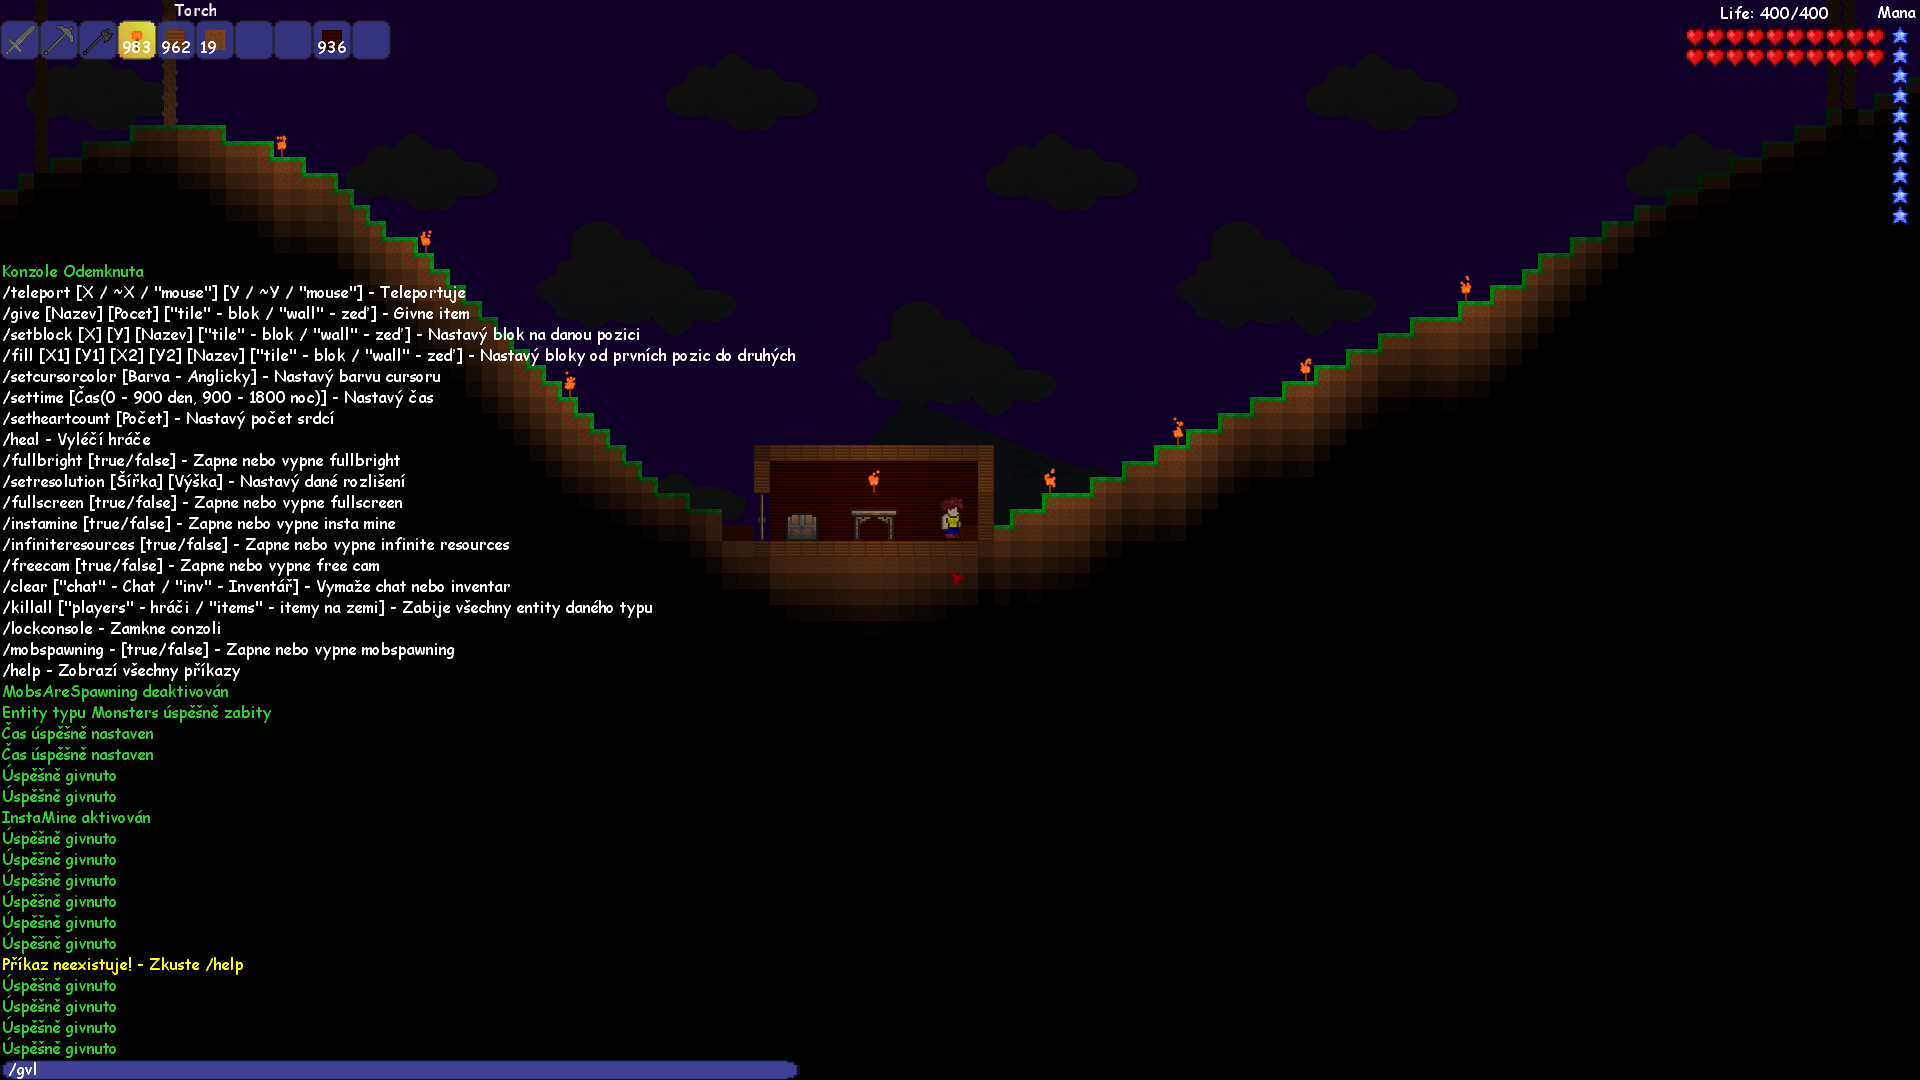 Torch
983 962 19 936
Life: 400/400 Mana
Konzole Odemknuta
/teleport [X / ~X / "mouse"] [Y / ~Y / "mouse"] - Teleportuje
/give [Nazev] [Pocet] ["tile" - blok / "wall" - zeď] - Givne item
/setblock [X] [Y] [Nazev] ["tile" - blok / "wall" - zeď] - Nastavý blok na danou pozici
/fill [X1] [Y1] [X2] [Y2] [Nazev] ["tile" - blok / "wall" - zeď] - Nastavý bloky od prvních pozic do druhých
/setcursorcolor [Barva - Anglicky] - Nastavý barvu cursoru
/settime [Čas(0 - 900 den, 900 - 1800 noc)] - Nastavý čas
/setheartcount [Počet] - Nastavý počet srdcí
/heal - Vyléčí hráče
/fullbright [true/false] - Zapne nebo vypne fullbright
/setresolution [Šířka] [Výška] - Nastavý dané rozlišení
/fullscreen [true/false] - Zapne nebo vypne fullscreen
/instamine [true/false] - Zapne nebo vypne insta mine
/infiniteresources [true/false] - Zapne nebo vypne infinite resources
/freecam [true/false] - Zapne nebo vypne free cam
/clear ["chat" - Chat / "inv" - Inventář] - Vymaže chat nebo inventar
/killall ["players" - hráči / "items" - itemy na zemi] - Zabije všechny entity daného typu
/lockconsole - Zamkne conzoli
/mobspawning - [true/false] - Zapne nebo vypne mobspawning
/help - Zobrazí všechny příkazy
MobsAreSpawning deaktivován
Entity typu Monsters úspěšně zabity
Čas úspěšně nastaven
Čas úspěšně nastaven
Úspěšně givnuto
Úspěšně givnuto
InstaMine aktivován
Úspěšně givnuto
Úspěšně givnuto
Úspěšně givnuto
Úspěšně givnuto
Úspěšně givnuto
Úspěšně givnuto
Příkaz neexistuje! - Zkuste /help
Úspěšně givnuto
Úspěšně givnuto
Úspěšně givnuto
Úspěšně givnuto
/gvl